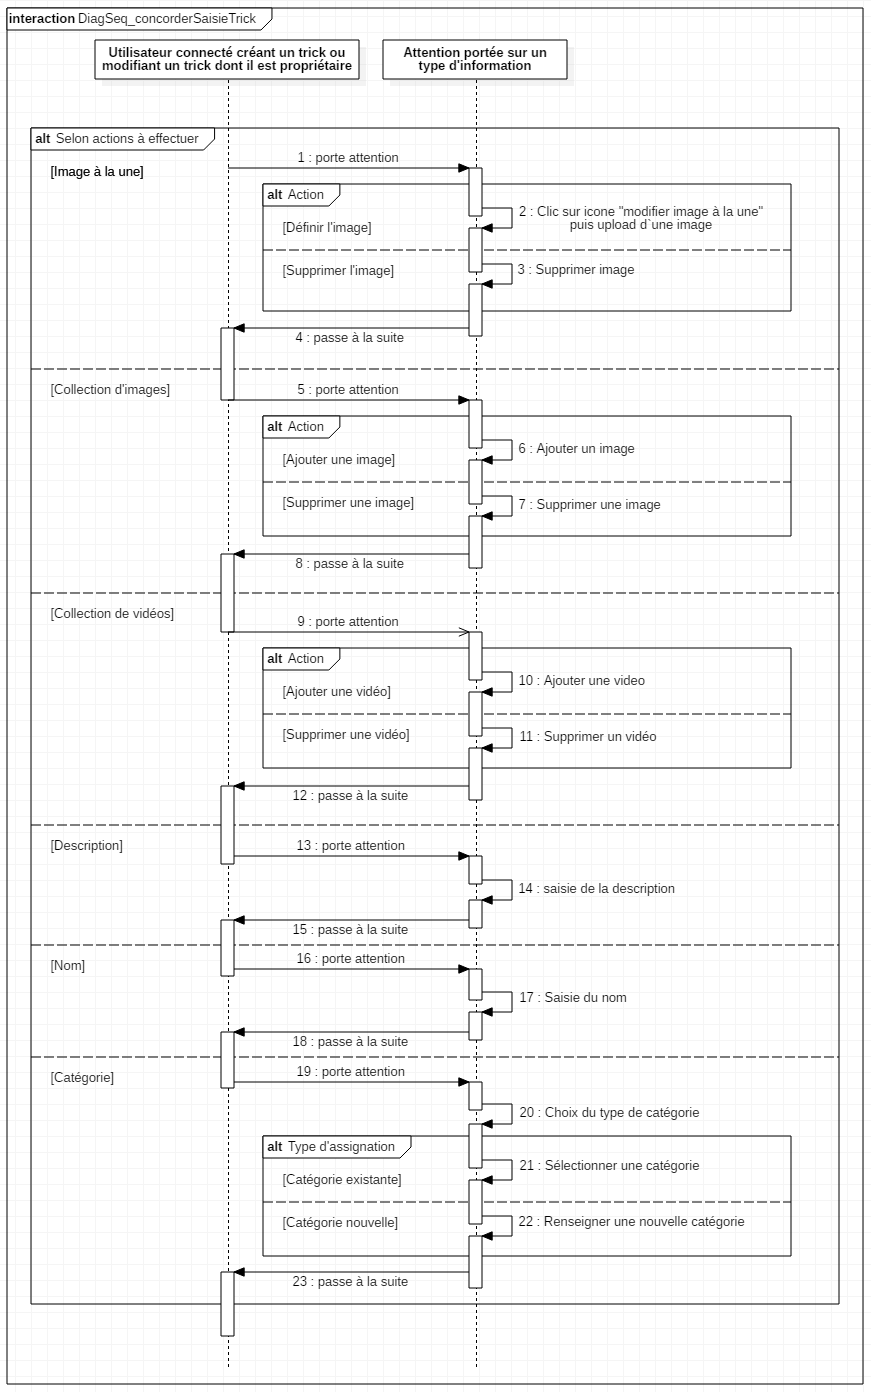 interaction DiagSeq_concorderSaisieTrick
Utilisateur connecté créant un trick ou
modifiant un trick dont il est propriétaire
Attention portée sur un
type d'information
alt Selon actions à effectuer
1 : porte attention
[Image à la une]
alt Action
2 : Clic sur icone "modifier image à la une"
puis upload d`une image
[Définir l'image]
[Supprimer l'image]
3 : Supprimer image
4 : passe à la suite
[Collection d'images]
5 : porte attention
alt Action
6 : Ajouter un image
[Ajouter une image]
[Supprimer une image]
7 : Supprimer une image
8 : passe à la suite
[Collection de vidéos]
9 : porte attention
alt Action
10 : Ajouter une video
[Ajouter une vidéo]
[Supprimer une vidéo]
11 : Supprimer un vidéo
12 : passe à la suite
[Description]
13 : porte attention
14 : saisie de la description
15 : passe à la suite
[Nom]
16 : porte attention
17 : Saisie du nom
18 : passe à la suite
[Catégorie]
19 : porte attention
20 : Choix du type de catégorie
alt Type d'assignation
21 : Sélectionner une catégorie
[Catégorie existante]
[Catégorie nouvelle]
22 : Renseigner une nouvelle catégorie
23 : passe à la suite